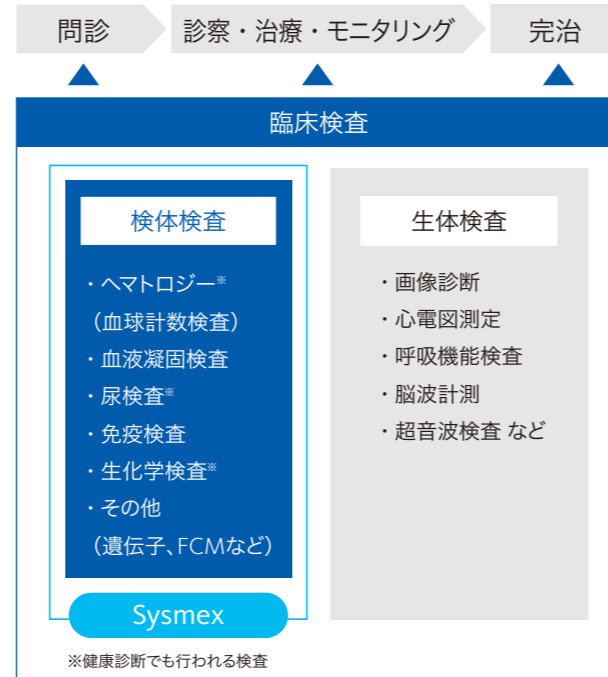 問診
診察・治療・モニタリング
完治
臨床検査
検体検査
・ヘマトロジー※
（血球計数検査）
・血液凝固検査
・尿検査※
・免疫検査
・生化学検査※
・その他
（遺伝子、FCMなど）
Sysmex
※健康診断でも行われる検査
生体検査
・画像診断
・心電図測定
・呼吸機能検査
・脳波計測
・超音波検査 など